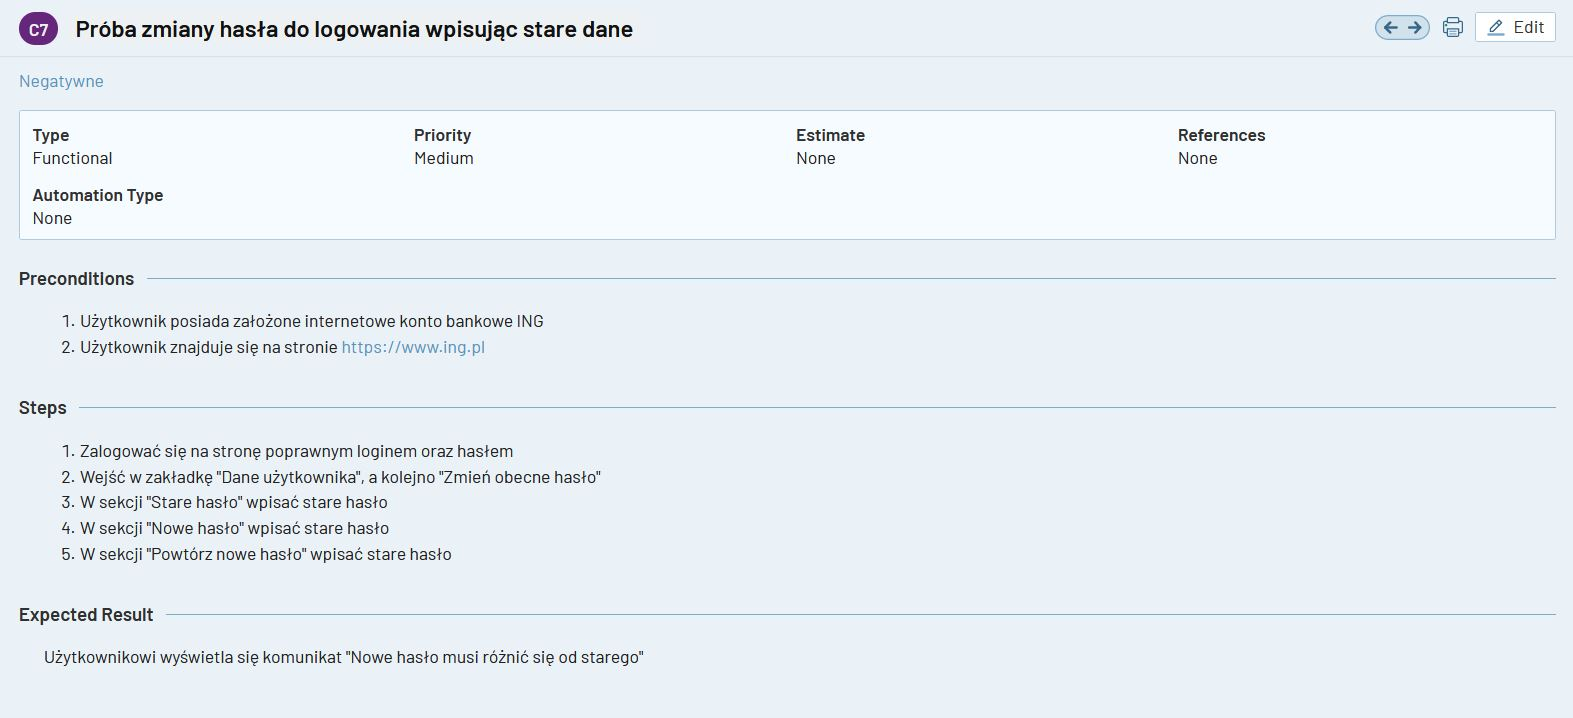 C7 Próba zmiany hasła do logowania wpisując stare dane
Edit
Negatywne
Type Priority Estimate References
Functional Medium None None
Automation Type
None
Preconditions
1. Użytkownik posiada założone internetowe konto bankowe ING
2. Użytkownik znajduje się na stronie https://www.ing.pl
Steps
1. Zalogować się na stronę poprawnym loginem oraz hasłem
2. Wejść w zakładkę "Dane użytkownika", a kolejno "Zmień obecne hasło"
3. W sekcji "Stare hasło" wpisać stare hasło
4. W sekcji "Nowe hasło" wpisać stare hasło
5. W sekcji "Powtórz nowe hasło" wpisać stare hasło
Expected Result
Użytkownikowi wyświetla się komunikat "Nowe hasło musi różnić się od starego"